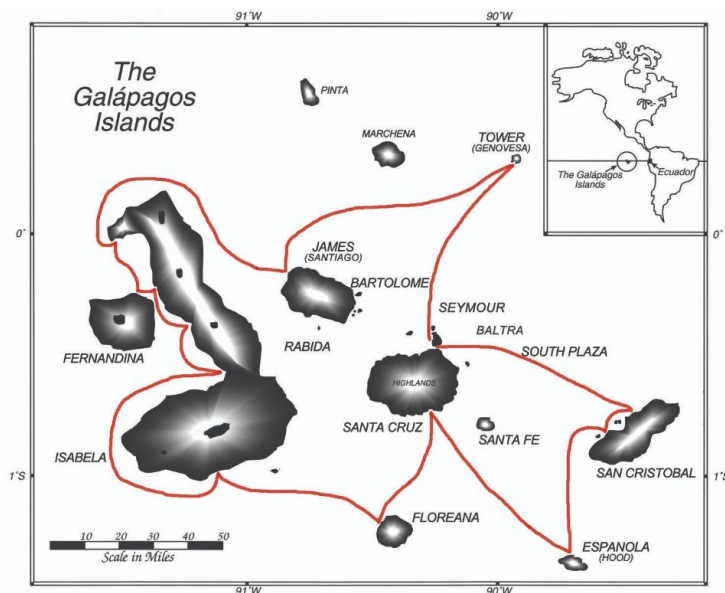 91°W
90°W
The
Galápagos
Islands
PINTA
MARCHENA
TOWER
(GENOVESA)
The Galápagos
Islands
Ecuador
0°
0°
JAMES
(SANTIAGO)
BARTOLOME
SEYMOUR
BALTRA
SOUTH PLAZA
FERNANDINA
RABIDA
HIGHLANDS
SANTA CRUZ
SANTA FE
ISABELA
SAN CRISTOBAL
1°S
1°S
FLOREANA
ESPANOLA
(HOOD)
10 20 30 40 50
Scale in Miles
91°W
90°W